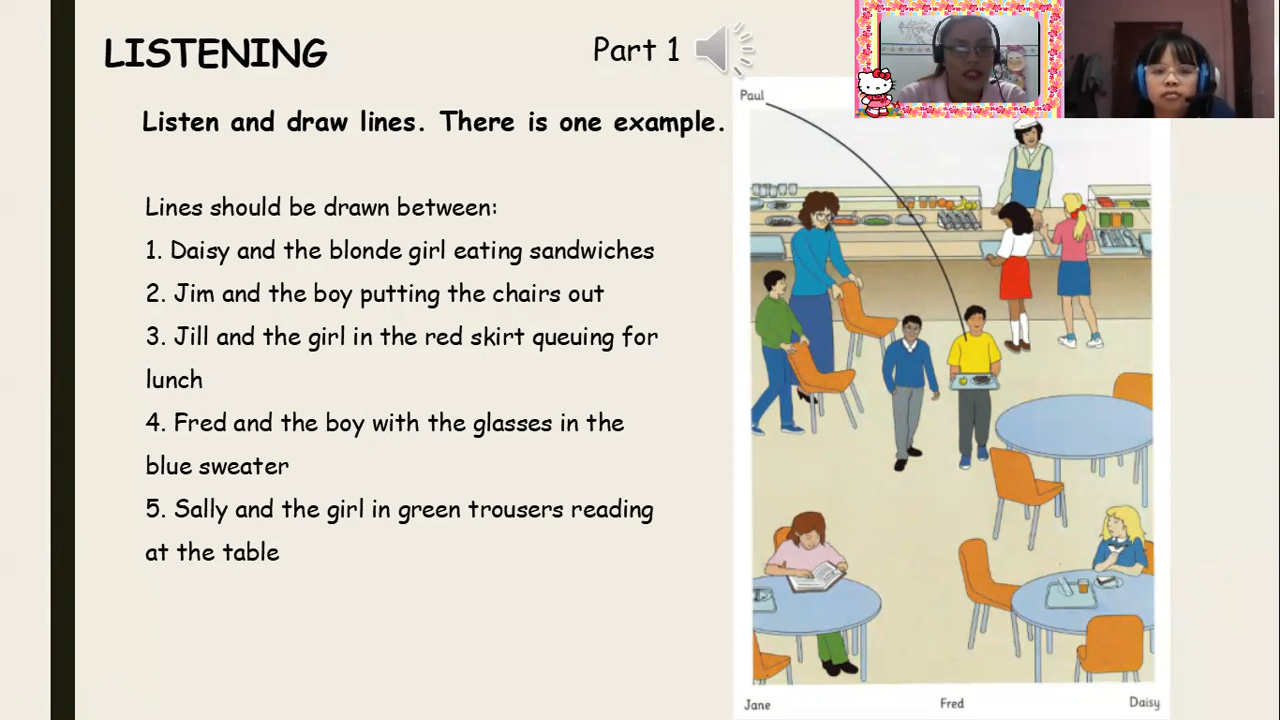 LISTENING
Part 1
Paul
Listen and draw lines. There is one example.
Lines should be drawn between:
1. Daisy and the blonde girl eating sandwiches
2. Jim and the boy putting the chairs out
3. Jill and the girl in the red skirt queuing for
lunch
4. Fred and the boy with the glasses in the
blue sweater
5. Sally and the girl in green trousers reading
at the table
Jane
Fred
Daisy